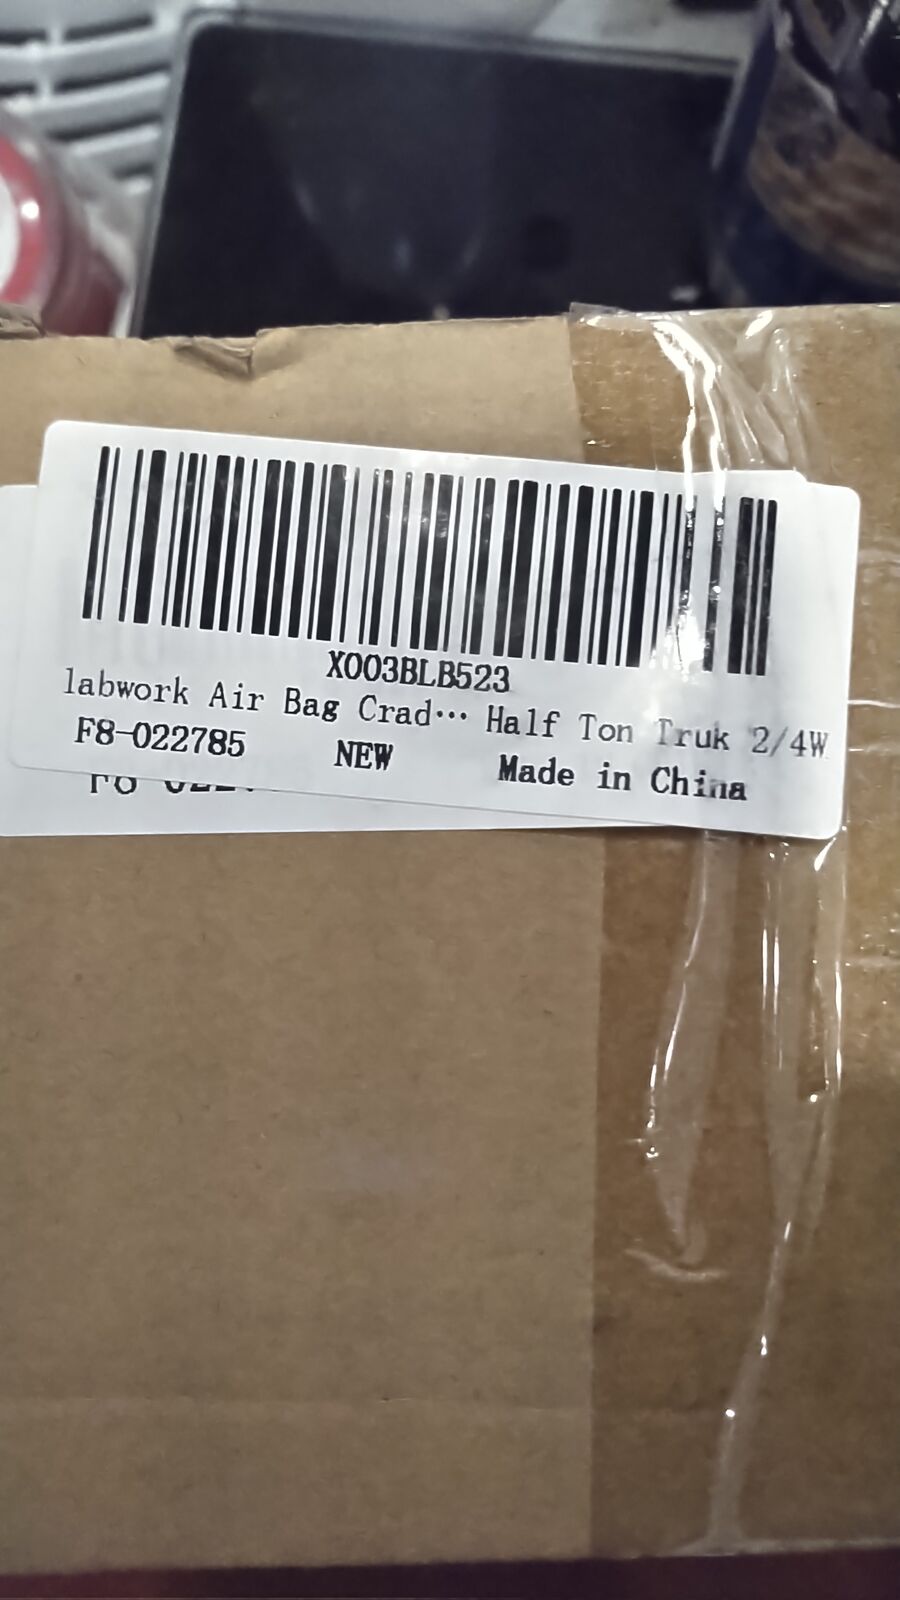 X003BLB523
labwork Air Bag Crad… Half Ton Truk 2/4W
F8-022785 NEW Made in China